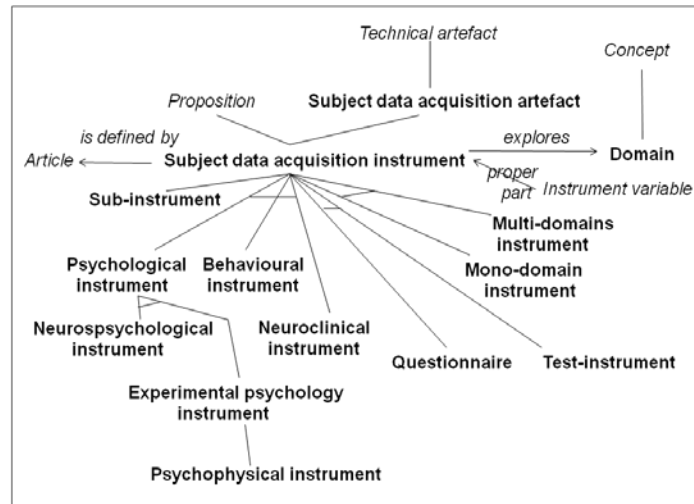 Technical artefact
Concept
Proposition
Subject data acquisition artefact
is defined by
explores
Article
Subject data acquisition instrument
Domain
proper
part
Instrument variable
Sub-instrument
Multi-domains
instrument
Psychological
instrument
Behavioural
instrument
Mono-domain
instrument
Neurospsychological
instrument
Neuroclinical
instrument
Questionnaire
Test-instrument
Experimental psychology
instrument
Psychophysical instrument